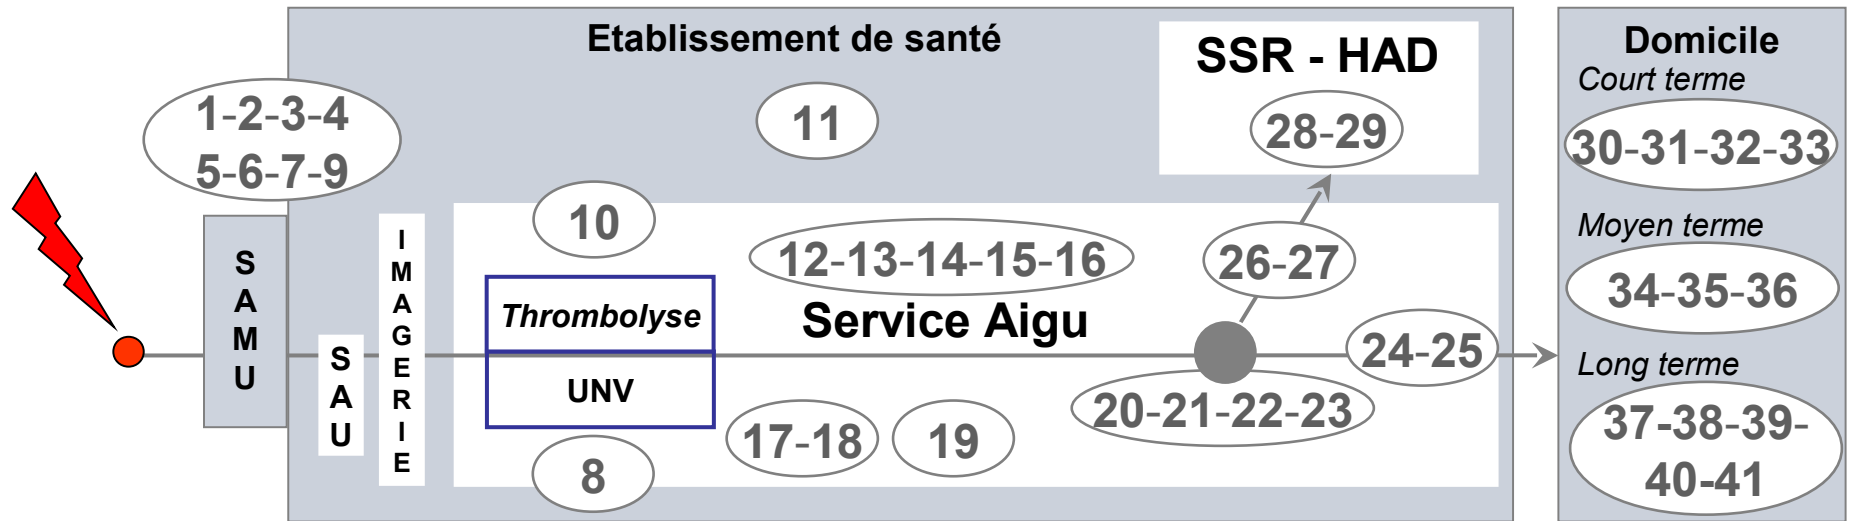 Etablissement de santé
SSR - HAD
28-29
11
1-2-3-4
5-6-7-9
SAMU
SAU
IMAGERIE
10
Thrombolyse
UNV
8
12-13-14-15-16
Service Aigu
17-18
19
20-21-22-23
26-27
24-25
Domicile
Court terme
30-31-32-33
Moyen terme
34-35-36
Long terme
37-38-39-
40-41